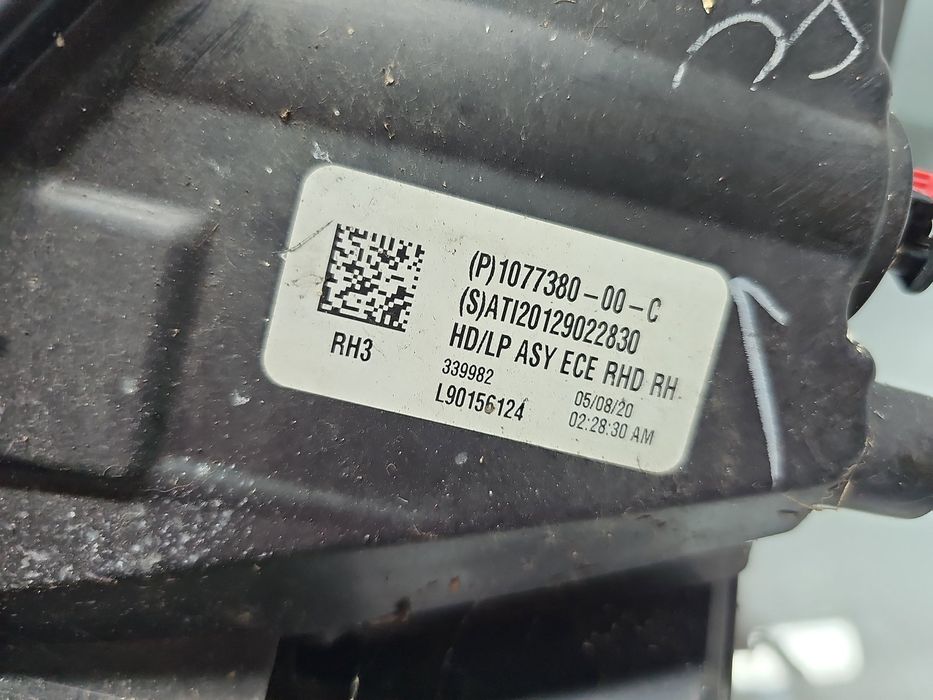 (P)1077380-00-C
(S)ATI20129022830
HD/LP ASY ECE RHD RH
RH3
339982
05/08/20
L90156124
02:28:30 AM